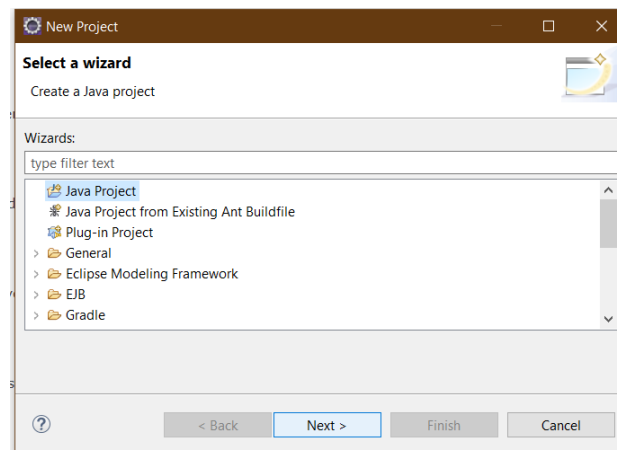 New Project
Select a wizard
Create a Java project
Wizards:
type filter text
Java Project
Java Project from Existing Ant Buildfile
Plug-in Project
General
Eclipse Modeling Framework
EJB
Gradle
< Back Next > Finish Cancel